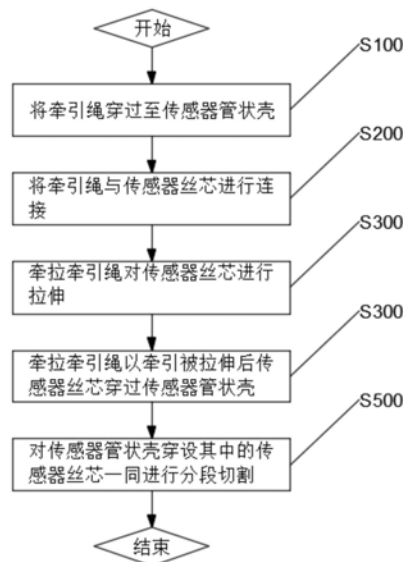 开始
S100
将牵引绳穿过至传感器管状壳
S200
将牵引绳与传感器丝芯进行连
接
S300
牵拉牵引绳对传感器丝芯进行
拉伸
S300
牵拉牵引绳以牵引被拉伸后传
感器丝芯穿过传感器管状壳
S500
对传感器管状壳穿设其中的传
感器丝芯一同进行分段切割
结束